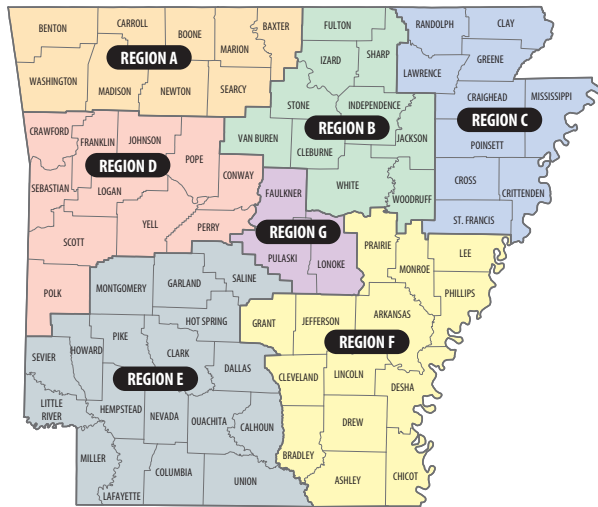 BENTON
CARROLL
BOONE
MARION
BAXTER
REGION A
WASHINGTON
MADISON
NEWTON
SEARCY
FULTON
IZARD
SHARP
STONE
INDEPENDENCE
REGION B
JACKSON
VAN BUREN
CLEBURNE
WHITE
WOODRUFF
RANDOLPH
CLAY
LAWRENCE
GREENE
CRAIGHEAD
MISSISSIPPI
REGION C
POINSETT
CROSS
CRITTENDEN
ST. FRANCIS
CRAWFORD
FRANKLIN
JOHNSON
POPE
REGION D
SEBASTIAN
LOGAN
CONWAY
YELL
PERRY
SCOTT
POLK
FAULKNER
REGION G
PULASKI
LONOKE
MONTGOMERY
GARLAND
SALINE
HOT SPRING
PIKE
CLARK
SEVIER
HOWARD
DALLAS
REGION E
LITTLE
RIVER
HEMPSTEAD
NEVADA
OUACHITA
CALHOUN
MILLER
LAFAYETTE
COLUMBIA
UNION
PRAIRIE
MONROE
LEE
PHILLIPS
GRANT
JEFFERSON
ARKANSAS
REGION F
CLEVELAND
LINCOLN
DESHA
DREW
BRADLEY
ASHLEY
CHICOT